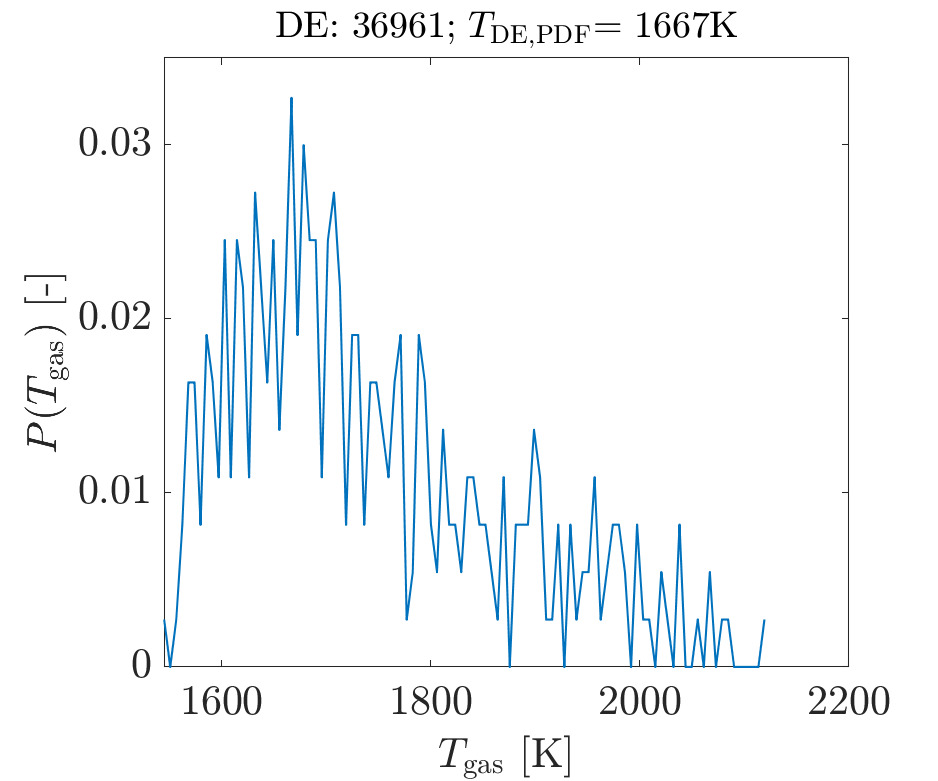 DE: 36961; T_DE,PDF= 1667K
0.03
0.02
0.01
0
P(T_gas) [-]
1600 1800 2000 2200
T_gas [K]